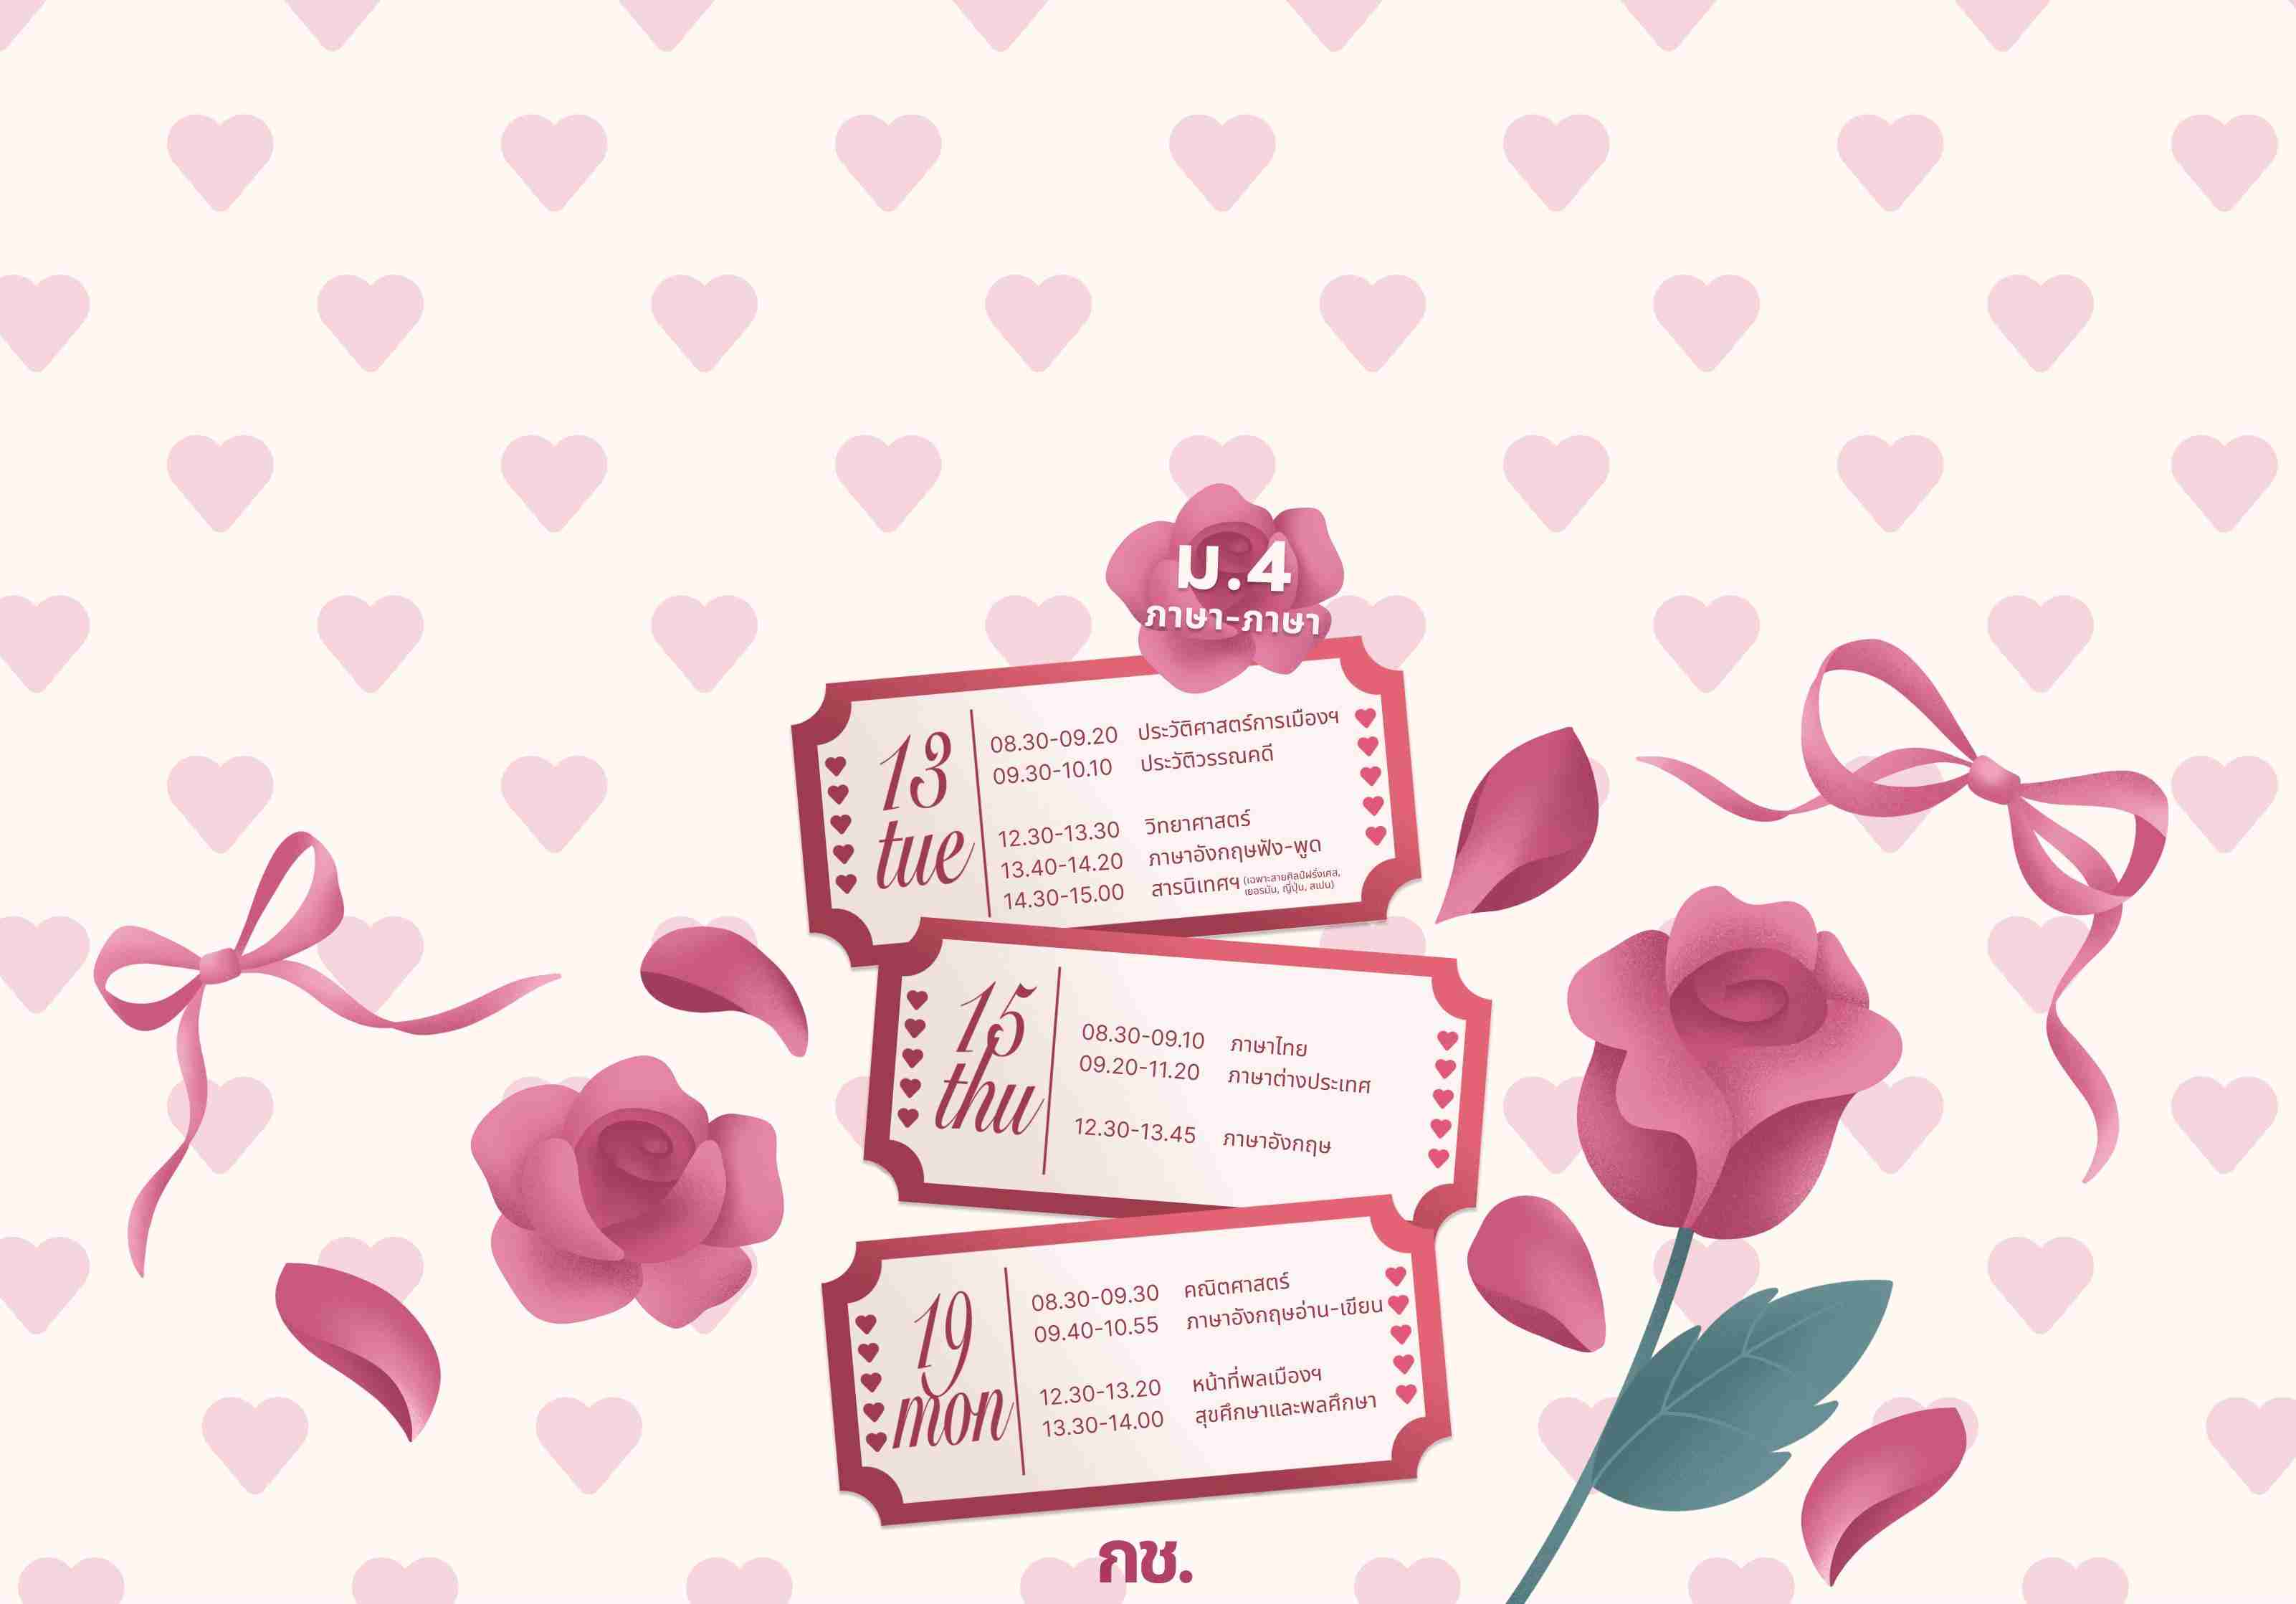 ม.4
ภาษา-ภาษา
13
tue
08.30-09.20 ประวัติศาสตร์การเมืองฯ
09.30-10.10 ประวัติวรรณคดี
12.30-13.30 วิทยาศาสตร์
13.40-14.20 ภาษาอังกฤษฟัง-พูด
14.30-15.00 สารนิเทศฯ (เฉพาะสายศิลป์ฝรั่งเศส,
เยอรมัน, ญี่ปุ่น, สเปน)
15
thu
08.30-09.10 ภาษาไทย
09.20-11.20 ภาษาต่างประเทศ
12.30-13.45 ภาษาอังกฤษ
19
mon
08.30-09.30 คณิตศาสตร์
09.40-10.55 ภาษาอังกฤษอ่าน-เขียน
12.30-13.20 หน้าที่พลเมืองฯ
13.30-14.00 สุขศึกษาและพลศึกษา
กช.